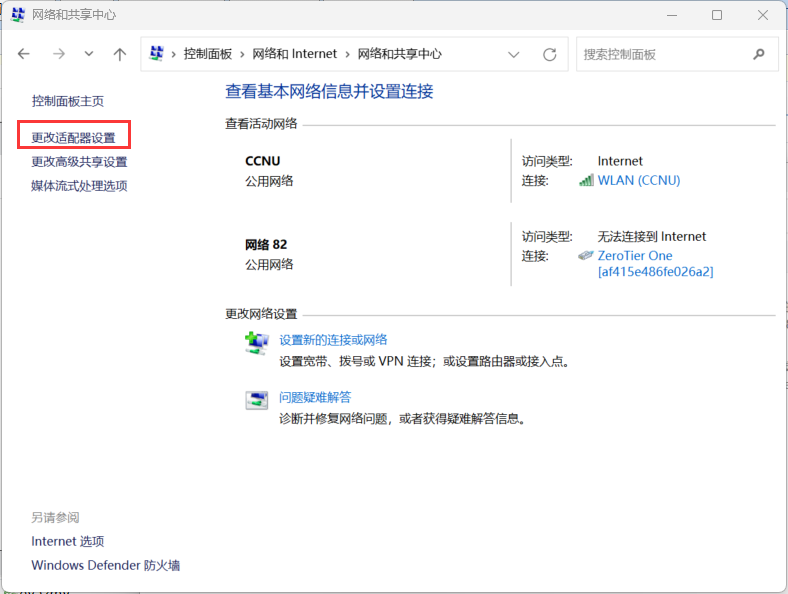 网络和共享中心
控制面板 › 网络和 Internet › 网络和共享中心
搜索控制面板
控制面板主页
更改适配器设置
更改高级共享设置
媒体流式处理选项
查看基本网络信息并设置连接
查看活动网络
CCNU
公用网络
访问类型: Internet
连接: WLAN (CCNU)
网络 82
公用网络
访问类型: 无法连接到 Internet
连接: ZeroTier One
[af415e486fe026a2]
更改网络设置
设置新的连接或网络
设置宽带、拨号或 VPN 连接；或设置路由器或接入点。
问题疑难解答
诊断并修复网络问题，或者获得疑难解答信息。
另请参阅
Internet 选项
Windows Defender 防火墙